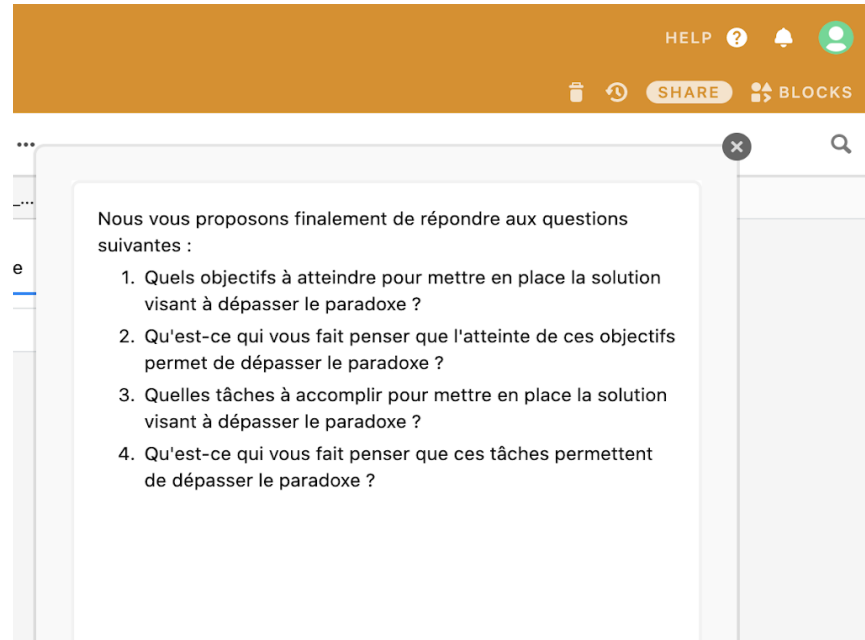 HELP ?
SHARE BLOCKS
...
_...
e
Nous vous proposons finalement de répondre aux questions
suivantes :
1. Quels objectifs à atteindre pour mettre en place la solution
visant à dépasser le paradoxe ?
2. Qu'est-ce qui vous fait penser que l'atteinte de ces objectifs
permet de dépasser le paradoxe ?
3. Quelles tâches à accomplir pour mettre en place la solution
visant à dépasser le paradoxe ?
4. Qu'est-ce qui vous fait penser que ces tâches permettent
de dépasser le paradoxe ?